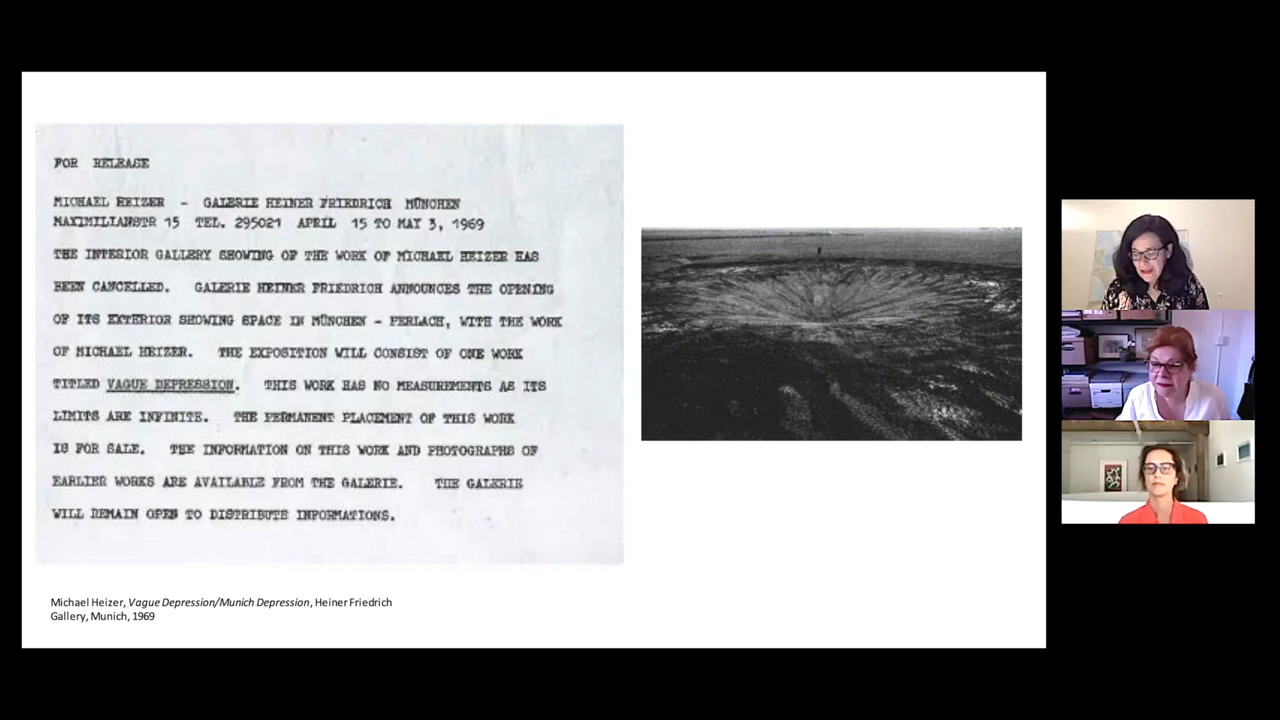 FOR RELEASE
MICHAEL HEIZER - GALERIE HEINER FRIEDRICH MÜNCHEN
MAXIMILIANSTR 15 TEL. 295021 APRIL 15 TO MAY 3, 1969
THE INTERIOR GALLERY SHOWING OF THE WORK OF MICHAEL HEIZER HAS
BEEN CANCELLED. GALERIE HEINER FRIEDRICH ANNOUNCES THE OPENING
OF ITS EXTERIOR SHOWING SPACE IN MÜNCHEN - PERLACH, WITH THE WORK
OF MICHAEL HEIZER. THE EXPOSITION WILL CONSIST OF ONE WORK
TITLED VAGUE DEPRESSION. THIS WORK HAS NO MEASUREMENTS AS ITS
LIMITS ARE INFINITE. THE PERMANENT PLACEMENT OF THIS WORK
IS FOR SALE. THE INFORMATION ON THIS WORK AND PHOTOGRAPHS OF
EARLIER WORKS ARE AVAILABLE FROM THE GALERIE. THE GALERIE
WILL REMAIN OPEN TO DISTRIBUTE INFORMATIONS.
Michael Heizer, Vague Depression/Munich Depression, Heiner Friedrich
Gallery, Munich, 1969